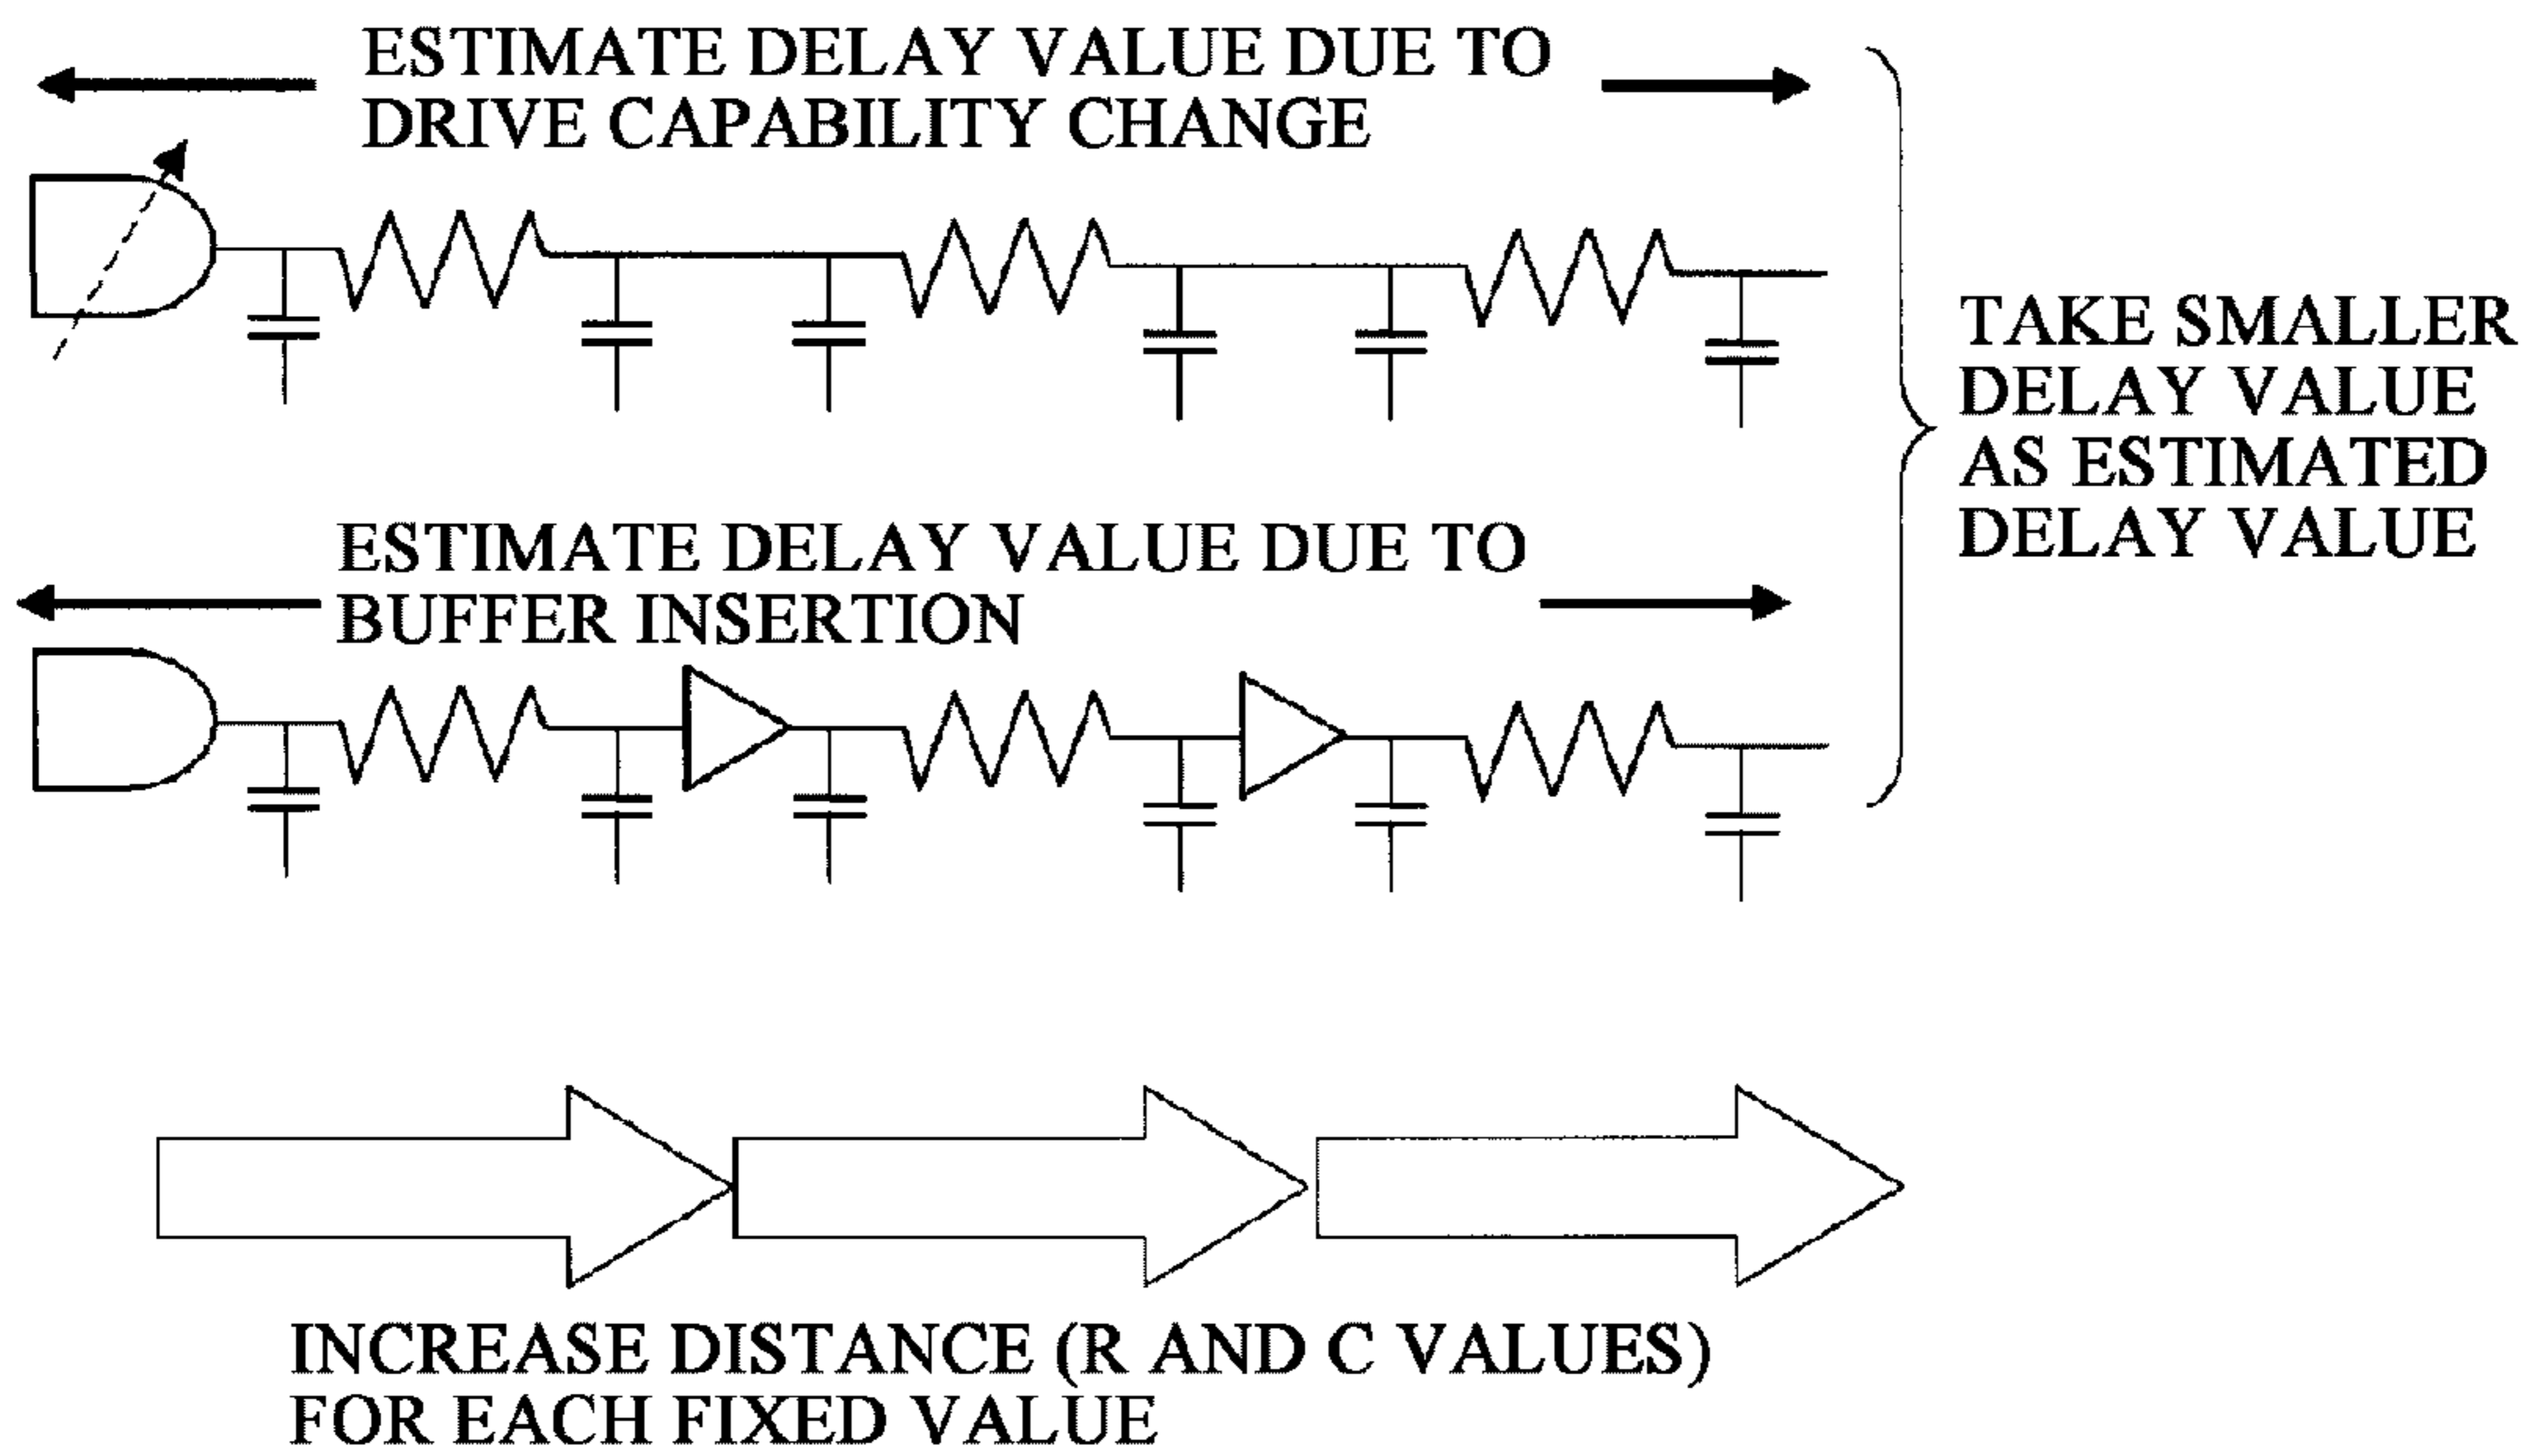 ESTIMATE DELAY VALUE DUE TO
DRIVE CAPABILITY CHANGE
TAKE SMALLER
DELAY VALUE
AS ESTIMATED
DELAY VALUE
ESTIMATE DELAY VALUE DUE TO
BUFFER INSERTION
INCREASE DISTANCE (R AND C VALUES)
FOR EACH FIXED VALUE